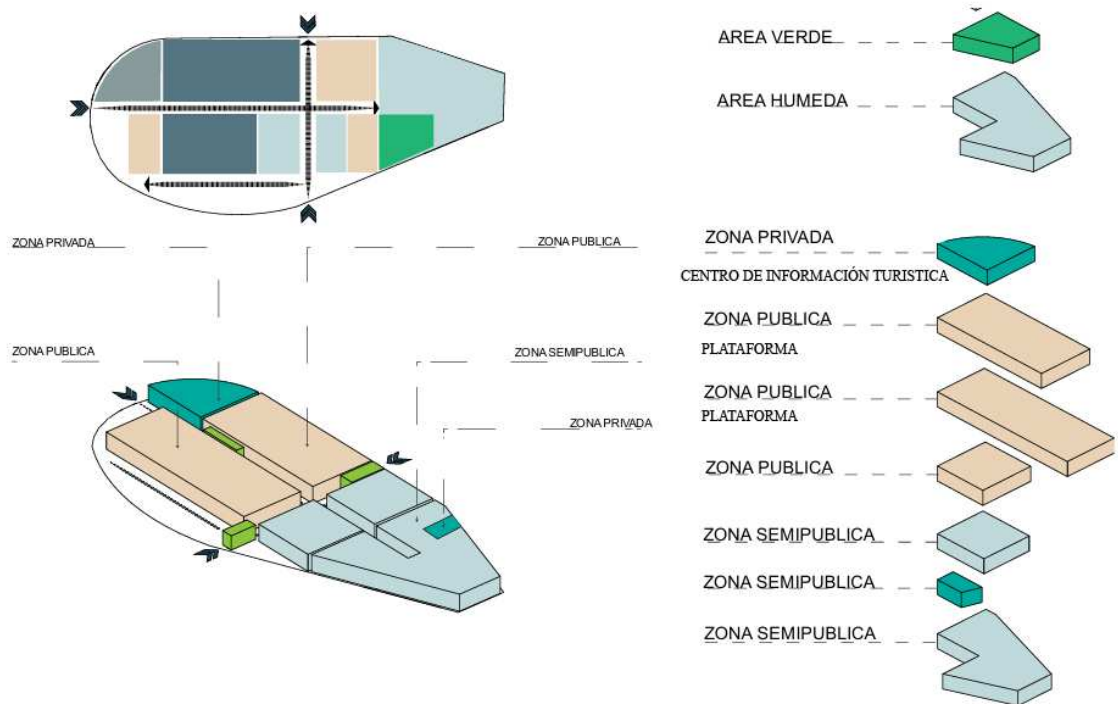 AREA VERDE
AREA HUMEDA
ZONA PRIVADA
ZONA PUBLICA
ZONA PUBLICA
ZONA SEMIPUBLICA
ZONA PRIVADA
ZONA PRIVADA
CENTRO DE INFORMACIÓN TURISTICA
ZONA PUBLICA
PLATAFORMA
ZONA PUBLICA
PLATAFORMA
ZONA PUBLICA
ZONA SEMIPUBLICA
ZONA SEMIPUBLICA
ZONA SEMIPUBLICA